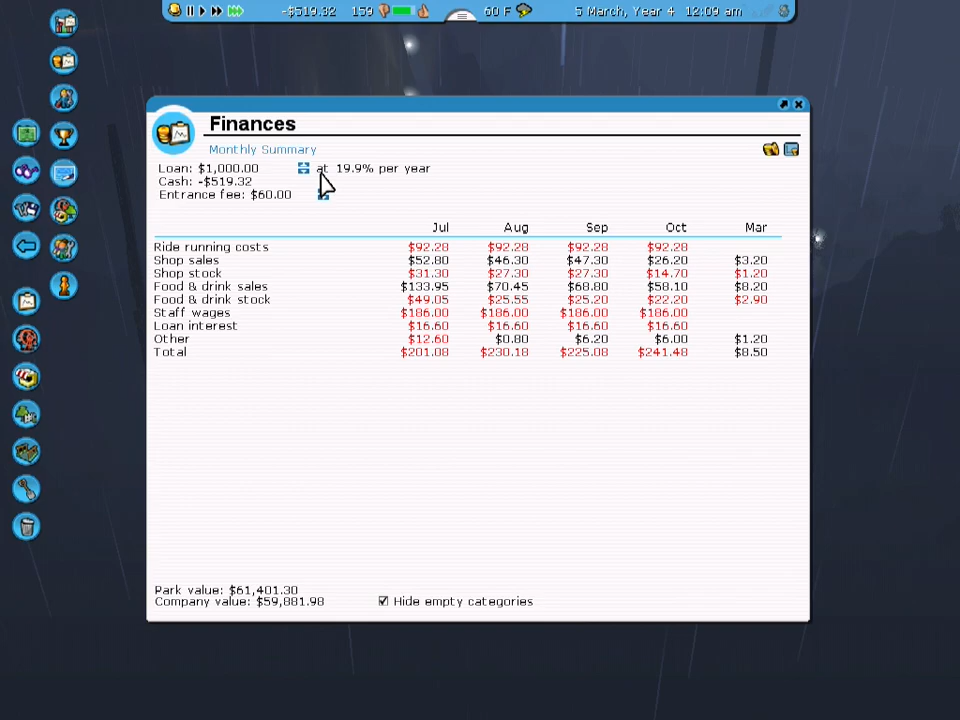 -$519.32 159 60 F 5 March, Year 4 12:09 am
Finances
Monthly Summary
Loan: $1,000.00 at 19.9% per year
Cash: -$519.32
Entrance fee: $60.00
Jul Aug Sep Oct Mar
Ride running costs $92.28 $92.28 $92.28 $92.28
Shop sales $52.80 $46.30 $47.30 $26.20 $3.20
Shop stock $31.30 $27.30 $27.30 $14.70 $1.20
Food & drink sales $133.95 $70.45 $68.80 $58.10 $8.20
Food & drink stock $49.05 $25.55 $25.20 $22.20 $2.90
Staff wages $186.00 $186.00 $186.00 $186.00
Loan interest $16.60 $16.60 $16.60 $16.60
Other $12.60 $0.80 $6.20 $6.00 $1.20
Total $201.08 $230.18 $225.08 $241.48 $8.50
Park value: $61,401.30
Company value: $59,881.98 Hide empty categories